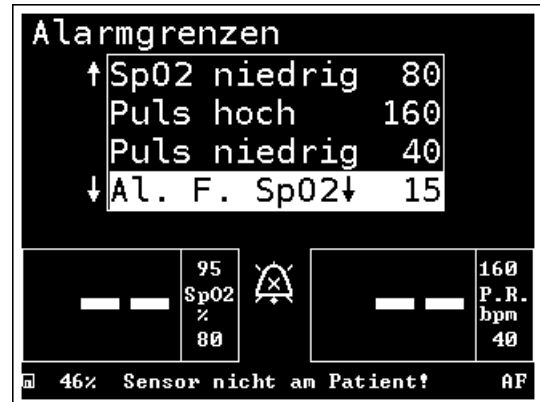 Alarmgrenzen
↑ SpO2 niedrig 80
Puls hoch 160
Puls niedrig 40
↓ Al. F. SpO2↓ 15
-- 95 SpO2 % 80
-- 160 P.R. bpm 40
46% Sensor nicht am Patient! AF